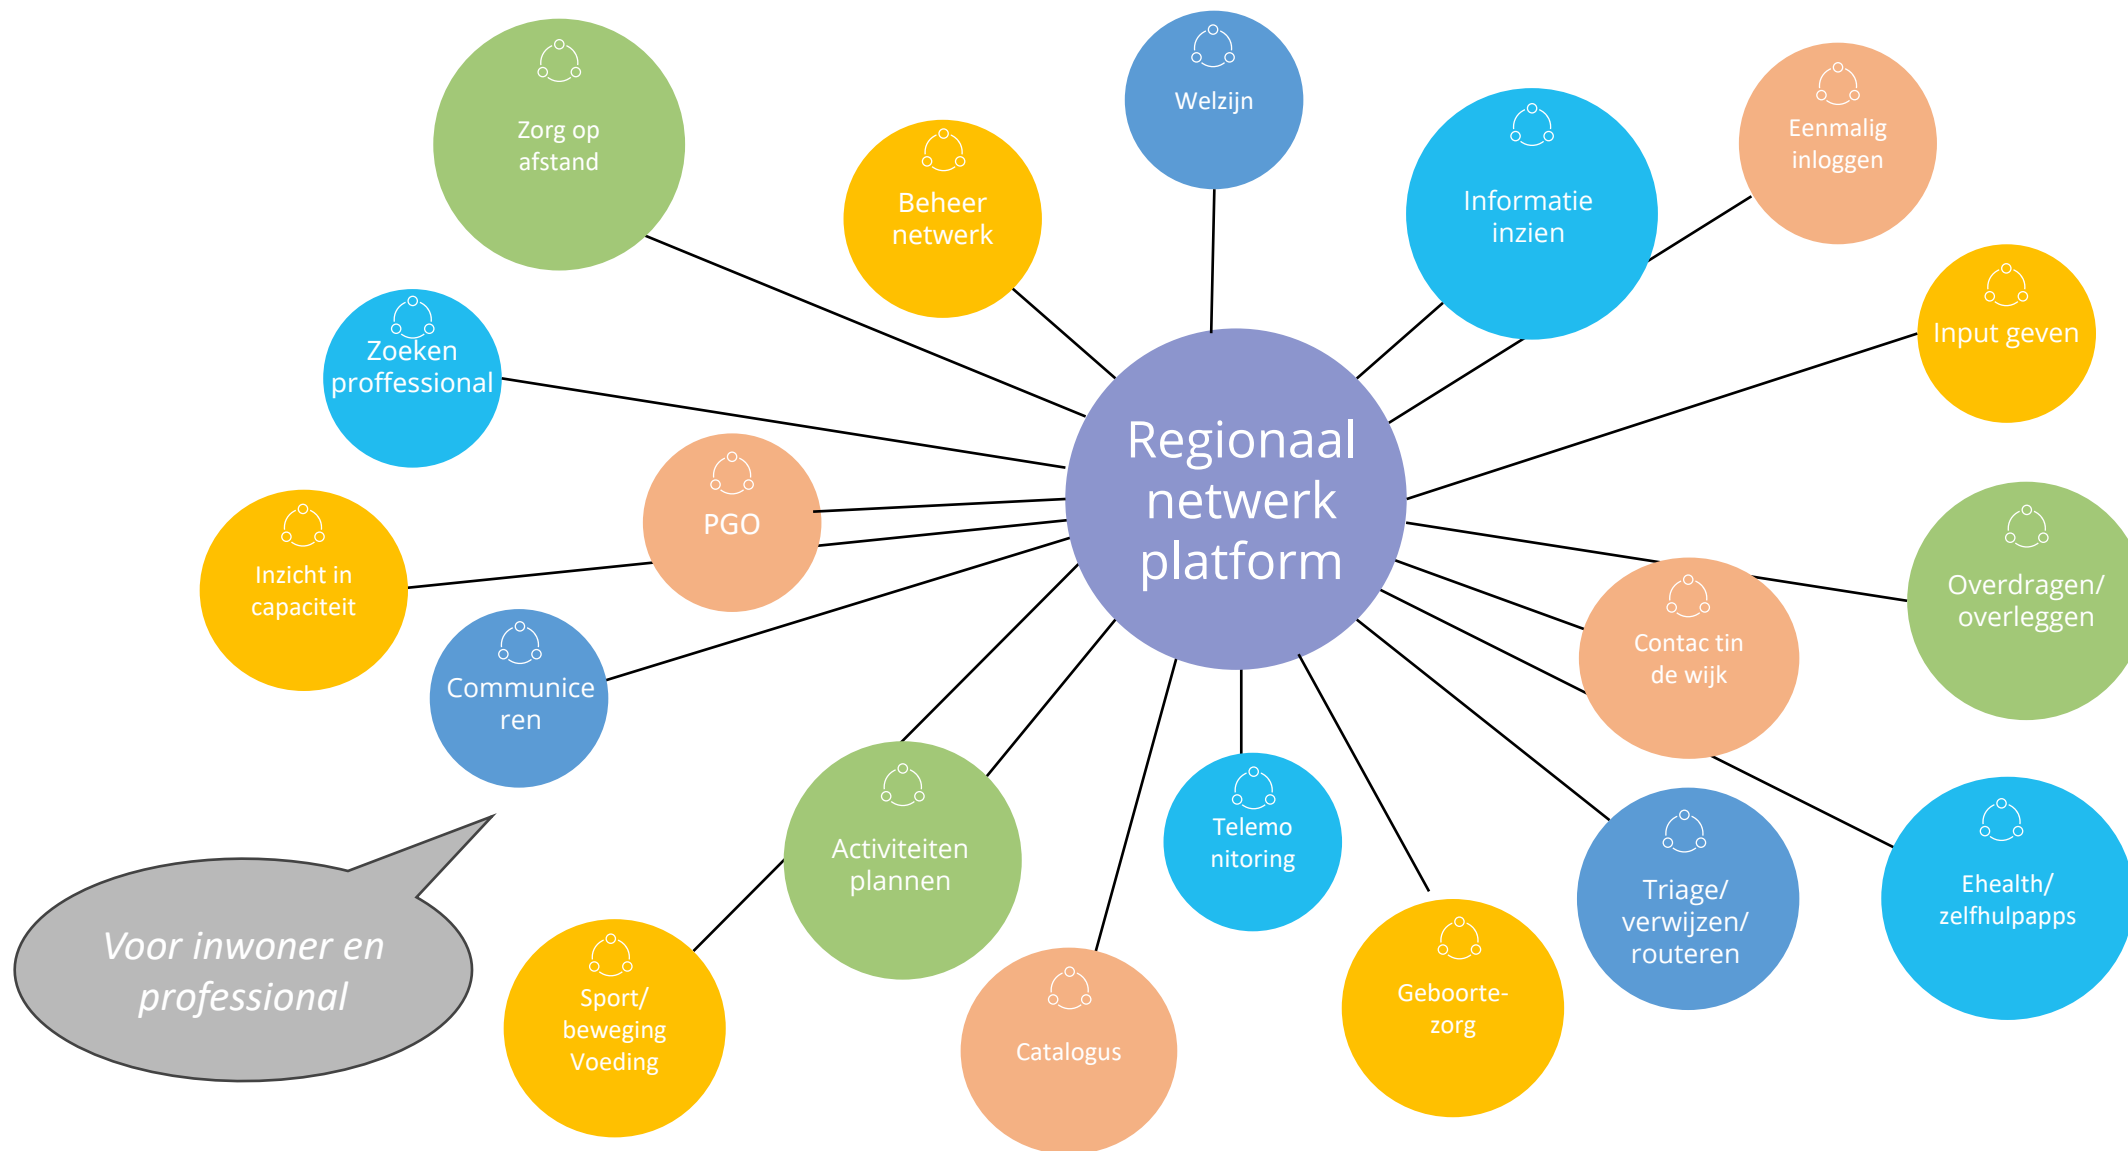 Zorg op
afstand
Beheer
netwerk
Welzijn
Informatie
inzien
Eenmalig
inloggen
Zoeken
proffessional
Input geven
Regionaal
netwerk
platform
PGO
Inzicht in
capaciteit
Communice
ren
Overdragen/
overleggen
Contac tin
de wijk
Activiteiten
plannen
Telemo
nitoring
Triage/
verwijzen/
routeren
Ehealth/
zelfhulpapps
Voor inwoner en
professional
Sport/
beweging
Voeding
Catalogus
Geboorte-
zorg